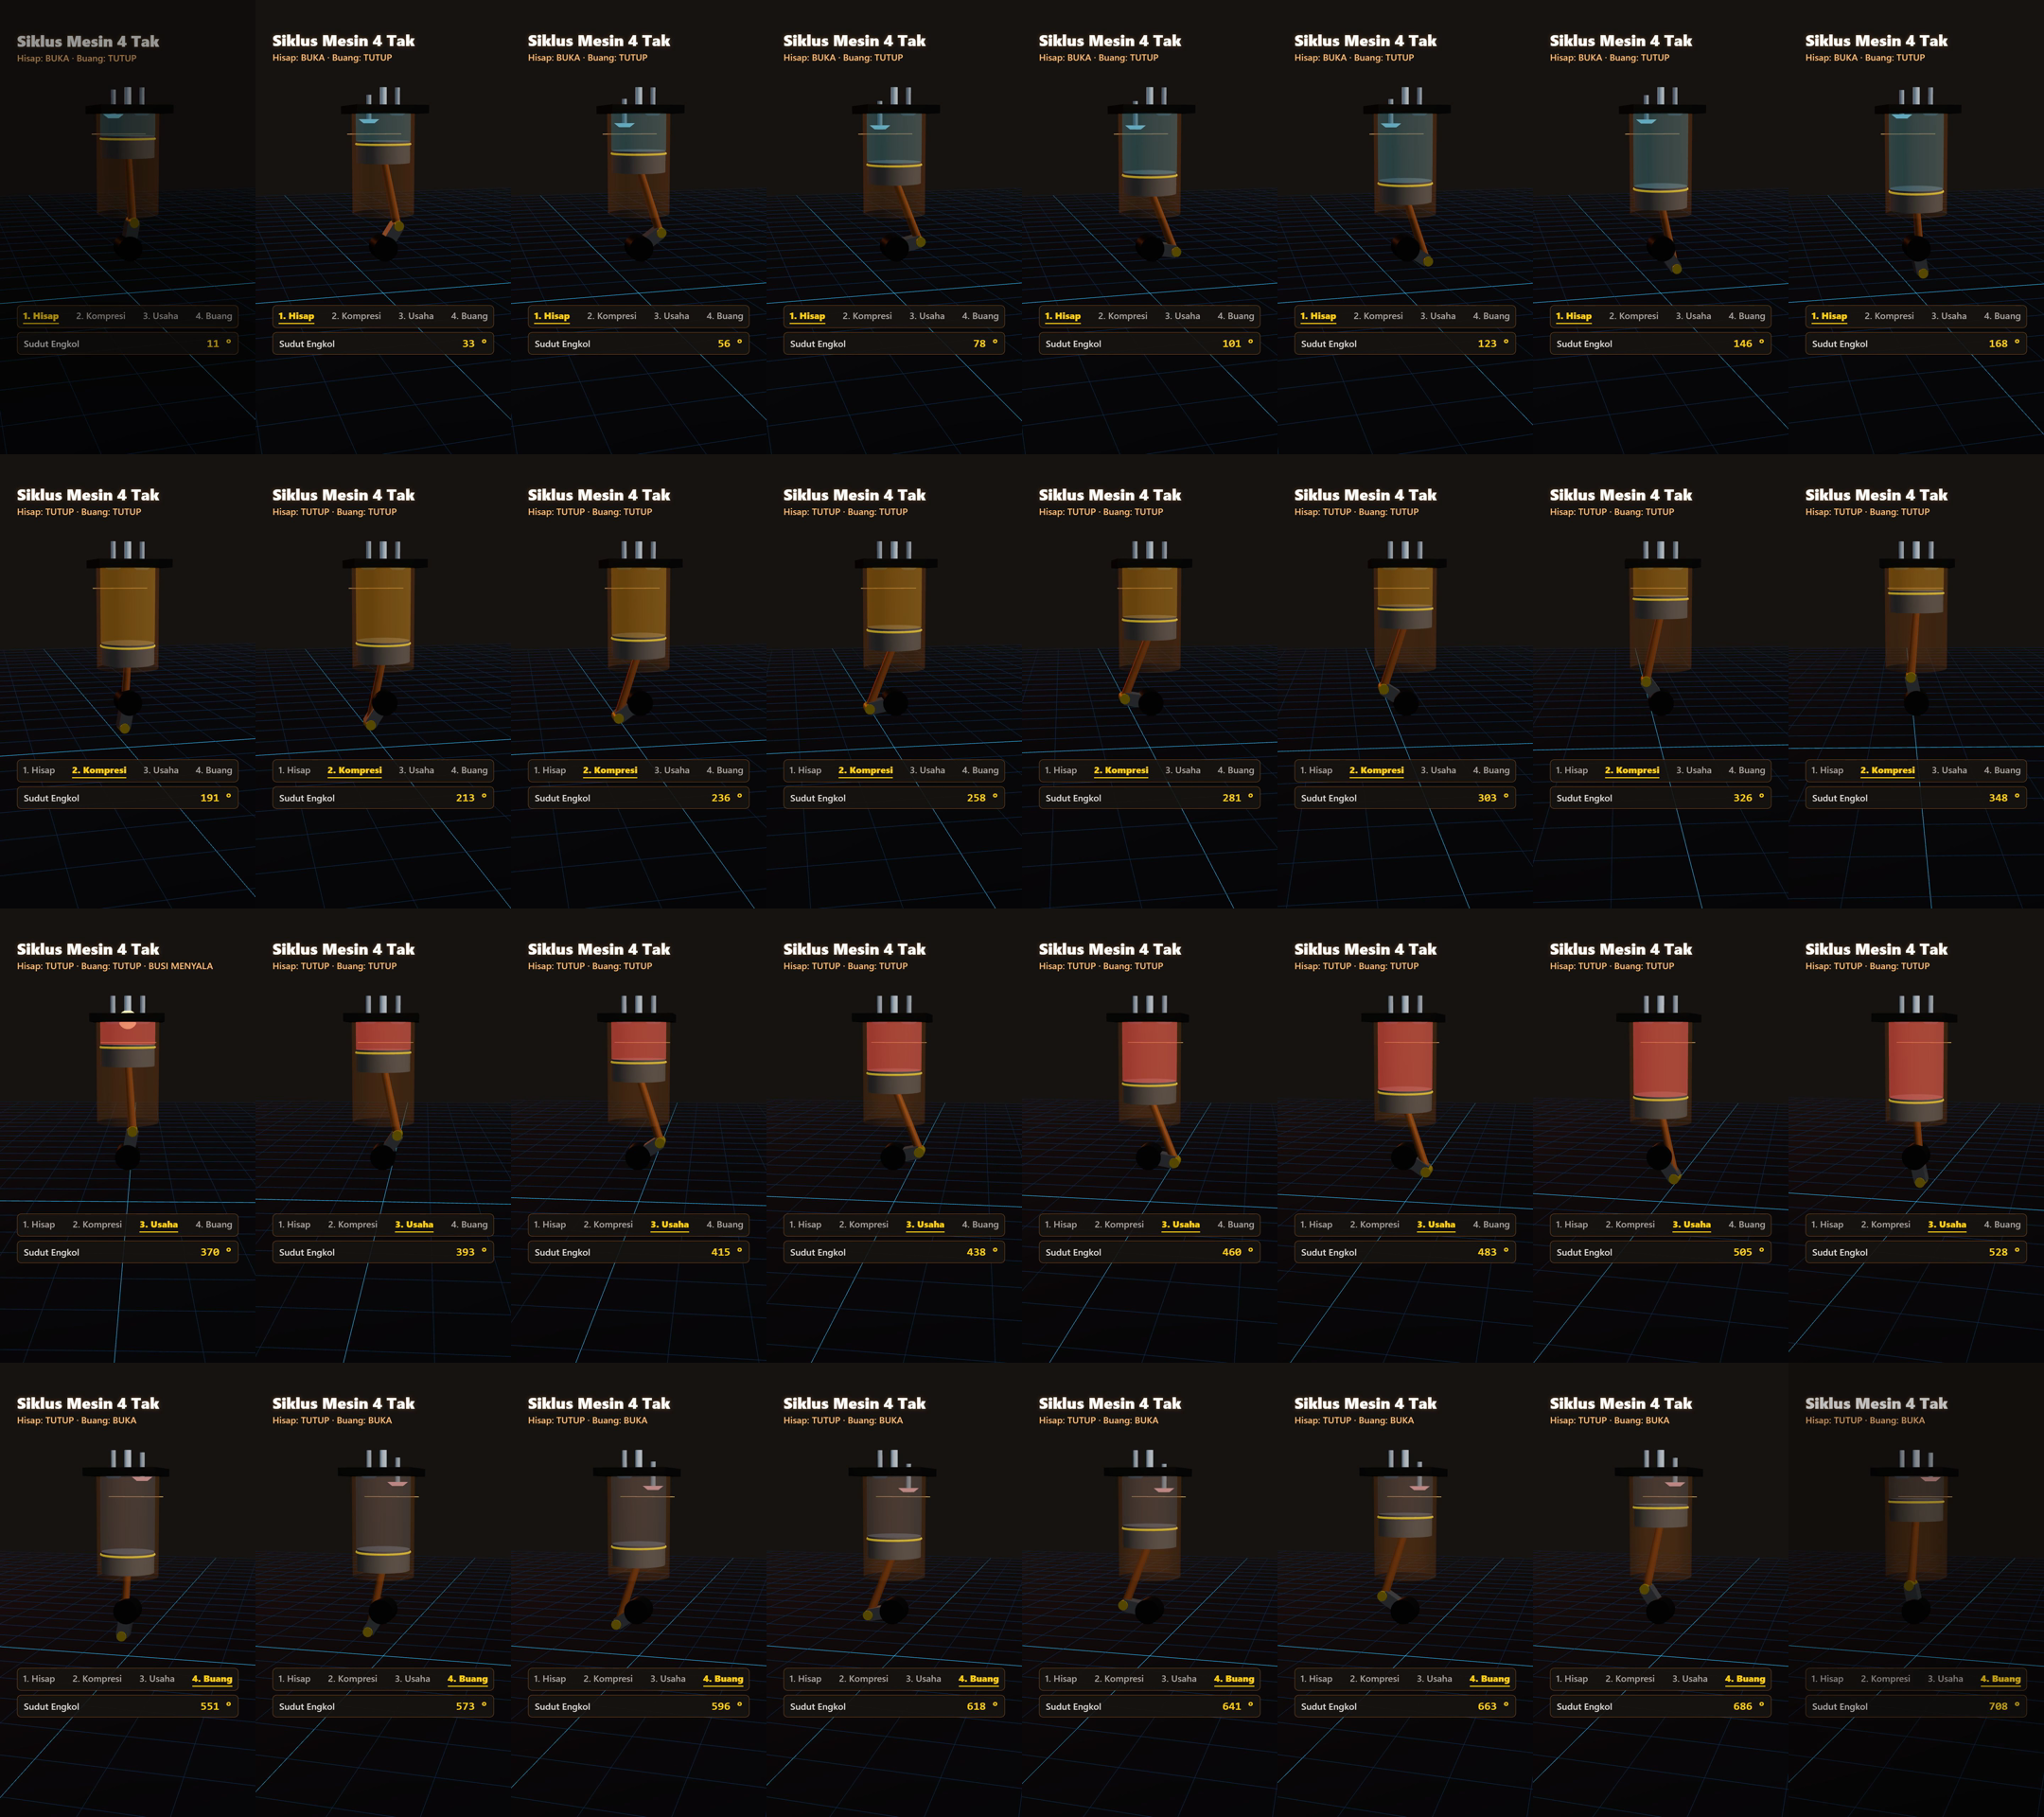 Siklus Mesin 4 Tak
Hisap: BUKA · Buang: TUTUP
1. Hisap 2. Kompresi 3. Usaha 4. Buang
Sudut Engkol 11 °
Siklus Mesin 4 Tak
Hisap: BUKA · Buang: TUTUP
1. Hisap 2. Kompresi 3. Usaha 4. Buang
Sudut Engkol 33 °
Siklus Mesin 4 Tak
Hisap: BUKA · Buang: TUTUP
1. Hisap 2. Kompresi 3. Usaha 4. Buang
Sudut Engkol 56 °
Siklus Mesin 4 Tak
Hisap: BUKA · Buang: TUTUP
1. Hisap 2. Kompresi 3. Usaha 4. Buang
Sudut Engkol 78 °
Siklus Mesin 4 Tak
Hisap: BUKA · Buang: TUTUP
1. Hisap 2. Kompresi 3. Usaha 4. Buang
Sudut Engkol 101 °
Siklus Mesin 4 Tak
Hisap: BUKA · Buang: TUTUP
1. Hisap 2. Kompresi 3. Usaha 4. Buang
Sudut Engkol 123 °
Siklus Mesin 4 Tak
Hisap: BUKA · Buang: TUTUP
1. Hisap 2. Kompresi 3. Usaha 4. Buang
Sudut Engkol 146 °
Siklus Mesin 4 Tak
Hisap: BUKA · Buang: TUTUP
1. Hisap 2. Kompresi 3. Usaha 4. Buang
Sudut Engkol 168 °
Siklus Mesin 4 Tak
Hisap: TUTUP · Buang: TUTUP
1. Hisap 2. Kompresi 3. Usaha 4. Buang
Sudut Engkol 191 °
Siklus Mesin 4 Tak
Hisap: TUTUP · Buang: TUTUP
1. Hisap 2. Kompresi 3. Usaha 4. Buang
Sudut Engkol 213 °
Siklus Mesin 4 Tak
Hisap: TUTUP · Buang: TUTUP
1. Hisap 2. Kompresi 3. Usaha 4. Buang
Sudut Engkol 236 °
Siklus Mesin 4 Tak
Hisap: TUTUP · Buang: TUTUP
1. Hisap 2. Kompresi 3. Usaha 4. Buang
Sudut Engkol 258 °
Siklus Mesin 4 Tak
Hisap: TUTUP · Buang: TUTUP
1. Hisap 2. Kompresi 3. Usaha 4. Buang
Sudut Engkol 281 °
Siklus Mesin 4 Tak
Hisap: TUTUP · Buang: TUTUP
1. Hisap 2. Kompresi 3. Usaha 4. Buang
Sudut Engkol 303 °
Siklus Mesin 4 Tak
Hisap: TUTUP · Buang: TUTUP
1. Hisap 2. Kompresi 3. Usaha 4. Buang
Sudut Engkol 326 °
Siklus Mesin 4 Tak
Hisap: TUTUP · Buang: TUTUP
1. Hisap 2. Kompresi 3. Usaha 4. Buang
Sudut Engkol 348 °
Siklus Mesin 4 Tak
Hisap: TUTUP · Buang: TUTUP · BUSI MENYALA
1. Hisap 2. Kompresi 3. Usaha 4. Buang
Sudut Engkol 370 °
Siklus Mesin 4 Tak
Hisap: TUTUP · Buang: TUTUP
1. Hisap 2. Kompresi 3. Usaha 4. Buang
Sudut Engkol 393 °
Siklus Mesin 4 Tak
Hisap: TUTUP · Buang: TUTUP
1. Hisap 2. Kompresi 3. Usaha 4. Buang
Sudut Engkol 415 °
Siklus Mesin 4 Tak
Hisap: TUTUP · Buang: TUTUP
1. Hisap 2. Kompresi 3. Usaha 4. Buang
Sudut Engkol 438 °
Siklus Mesin 4 Tak
Hisap: TUTUP · Buang: TUTUP
1. Hisap 2. Kompresi 3. Usaha 4. Buang
Sudut Engkol 460 °
Siklus Mesin 4 Tak
Hisap: TUTUP · Buang: TUTUP
1. Hisap 2. Kompresi 3. Usaha 4. Buang
Sudut Engkol 483 °
Siklus Mesin 4 Tak
Hisap: TUTUP · Buang: TUTUP
1. Hisap 2. Kompresi 3. Usaha 4. Buang
Sudut Engkol 505 °
Siklus Mesin 4 Tak
Hisap: TUTUP · Buang: TUTUP
1. Hisap 2. Kompresi 3. Usaha 4. Buang
Sudut Engkol 528 °
Siklus Mesin 4 Tak
Hisap: TUTUP · Buang: BUKA
1. Hisap 2. Kompresi 3. Usaha 4. Buang
Sudut Engkol 551 °
Siklus Mesin 4 Tak
Hisap: TUTUP · Buang: BUKA
1. Hisap 2. Kompresi 3. Usaha 4. Buang
Sudut Engkol 573 °
Siklus Mesin 4 Tak
Hisap: TUTUP · Buang: BUKA
1. Hisap 2. Kompresi 3. Usaha 4. Buang
Sudut Engkol 596 °
Siklus Mesin 4 Tak
Hisap: TUTUP · Buang: BUKA
1. Hisap 2. Kompresi 3. Usaha 4. Buang
Sudut Engkol 618 °
Siklus Mesin 4 Tak
Hisap: TUTUP · Buang: BUKA
1. Hisap 2. Kompresi 3. Usaha 4. Buang
Sudut Engkol 641 °
Siklus Mesin 4 Tak
Hisap: TUTUP · Buang: BUKA
1. Hisap 2. Kompresi 3. Usaha 4. Buang
Sudut Engkol 663 °
Siklus Mesin 4 Tak
Hisap: TUTUP · Buang: BUKA
1. Hisap 2. Kompresi 3. Usaha 4. Buang
Sudut Engkol 686 °
Siklus Mesin 4 Tak
Hisap: TUTUP · Buang: BUKA
1. Hisap 2. Kompresi 3. Usaha 4. Buang
Sudut Engkol 708 °